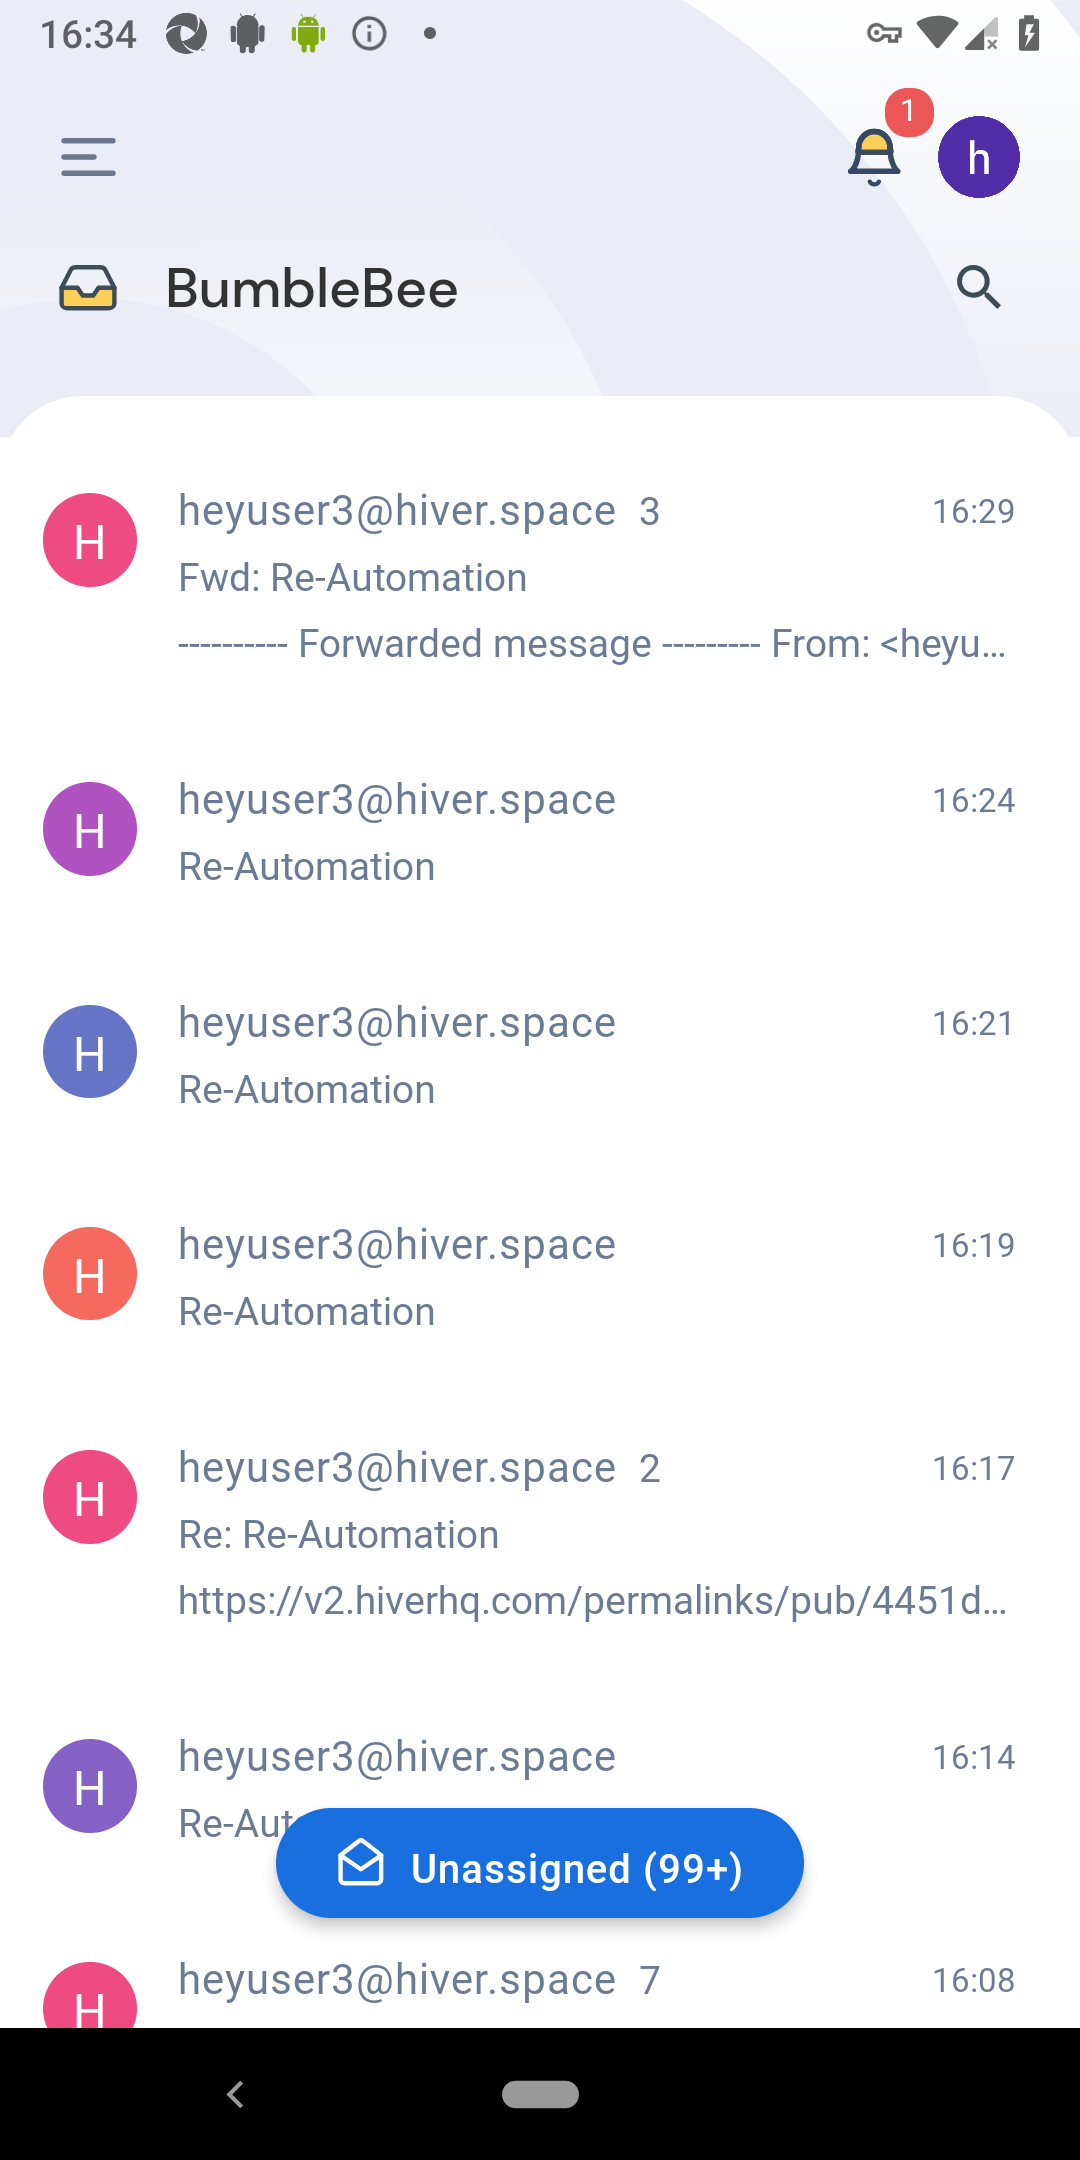 16:34
1
h
BumbleBee
H heyuser3@hiver.space 3 16:29
Fwd: Re-Automation
---------- Forwarded message --------- From: <heyu...
H heyuser3@hiver.space 16:24
Re-Automation
H heyuser3@hiver.space 16:21
Re-Automation
H heyuser3@hiver.space 16:19
Re-Automation
H heyuser3@hiver.space 2 16:17
Re: Re-Automation
https://v2.hiverhq.com/permalinks/pub/4451d...
H heyuser3@hiver.space 16:14
Re-Aut
Unassigned (99+)
H heyuser3@hiver.space 7 16:08